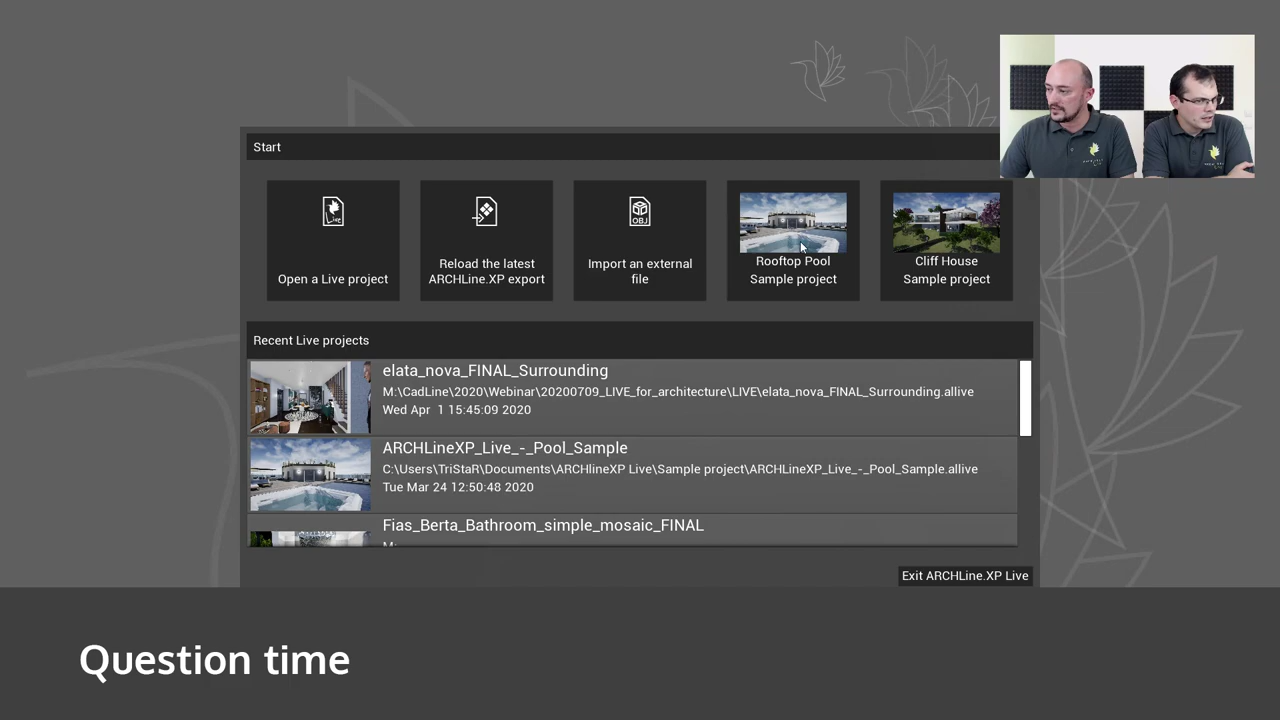 Start
Live
OBJ
Open a Live project
Reload the latest
ARCHLine.XP export
Import an external
file
Rooftop Pool
Sample project
Cliff House
Sample project
Recent Live projects
elata_nova_FINAL_Surrounding
M:\CadLine\2020\Webinar\20200709_LIVE_for_architecture\LIVE\elata_nova_FINAL_Surrounding.allive
Wed Apr 1 15:45:09 2020
ARCHLineXP_Live_-_Pool_Sample
C:\Users\TriStaR\Documents\ARCHlineXP Live\Sample project\ARCHLineXP_Live_-_Pool_Sample.allive
Tue Mar 24 12:50:48 2020
Fias_Berta_Bathroom_simple_mosaic_FINAL
Exit ARCHLine.XP Live
Question time